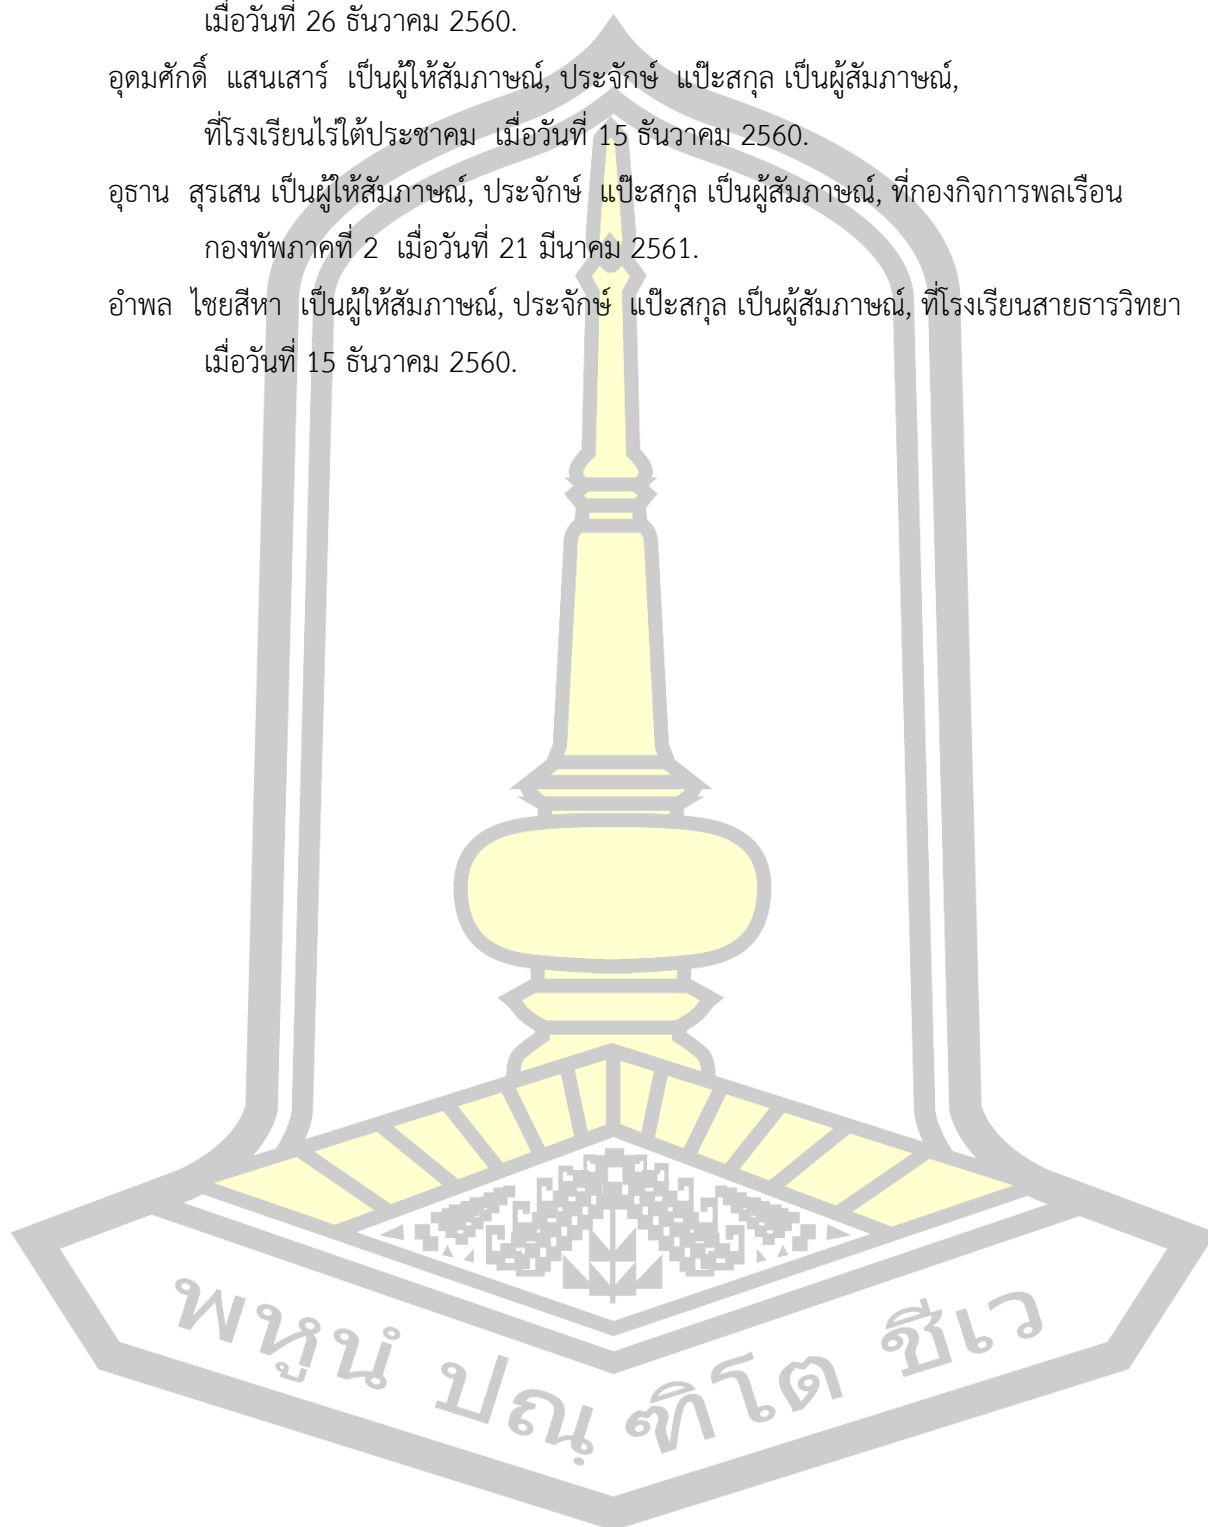 เมื่อวันที่ 26 ธันวาคม 2560.
อุดมศักดิ์ แสนเสาร์ เป็นผู้ให้สัมภาษณ์, ประจักษ์ แป๊ะสกุล เป็นผู้สัมภาษณ์,
ที่โรงเรียนไร่ใต้ประชาคม เมื่อวันที่ 15 ธันวาคม 2560.
อุธาน สุรเสน เป็นผู้ให้สัมภาษณ์, ประจักษ์ แป๊ะสกุล เป็นผู้สัมภาษณ์, ที่กองกิจการพลเรือน
กองทัพภาคที่ 2 เมื่อวันที่ 21 มีนาคม 2561.
อำพล ไชยสีหา เป็นผู้ให้สัมภาษณ์, ประจักษ์ แป๊ะสกุล เป็นผู้สัมภาษณ์, ที่โรงเรียนสายธารวิทยา
เมื่อวันที่ 15 ธันวาคม 2560.
พหูนํ ปณฺฑิโต ชีเว